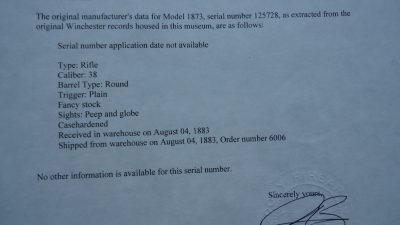 The original manufacturer's data for Model 1873, serial number 125728, as extracted from the
original Winchester records housed in this museum, are as follows:
Serial number application date not available
Type: Rifle
Caliber: 38
Barrel Type: Round
Trigger: Plain
Fancy stock
Sights: Peep and globe
Casehardened
Received in warehouse on August 04, 1883
Shipped from warehouse on August 04, 1883, Order number 6006
No other information is available for this serial number.
Sincerely yours,